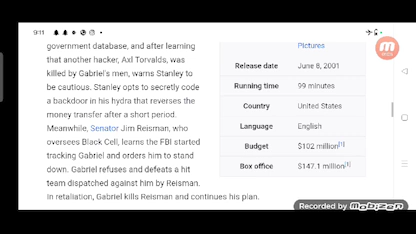 9:11
government database, and after learning
that another hacker, Axl Torvalds, was
killed by Gabriel's men, warns Stanley to
be cautious. Stanley opts to secretly code
a backdoor in his hydra that reverses the
money transfer after a short period.
Meanwhile, Senator Jim Reisman, who
oversees Black Cell, learns the FBI started
tracking Gabriel and orders him to stand
down. Gabriel refuses and defeats a hit
team dispatched against him by Reisman.
In retaliation, Gabriel kills Reisman and continues his plan.
Pictures
Release date June 8, 2001
Running time 99 minutes
Country United States
Language English
Budget $102 million[1]
Box office $147.1 million[1]
Recorded by Mobizen